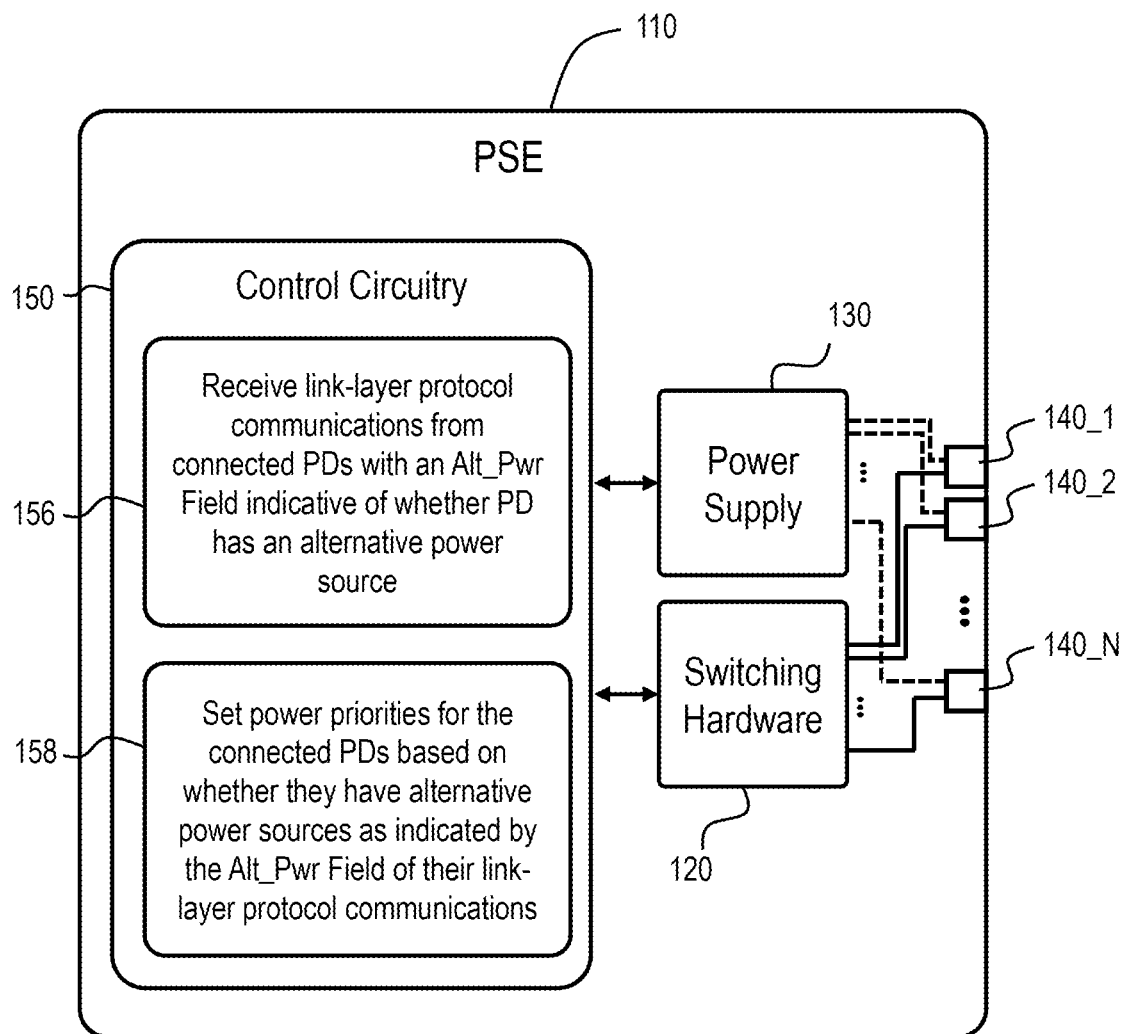 110
PSE
150
Control Circuitry
156
Receive link-layer protocol
communications from
connected PDs with an Alt_Pwr
Field indicative of whether PD
has an alternative power
source
158
Set power priorities for the
connected PDs based on
whether they have alternative
power sources as indicated by
the Alt_Pwr Field of their link-
layer protocol communications
130
Power
Supply
...
Switching
Hardware
...
120
140_1
140_2
...
140_N